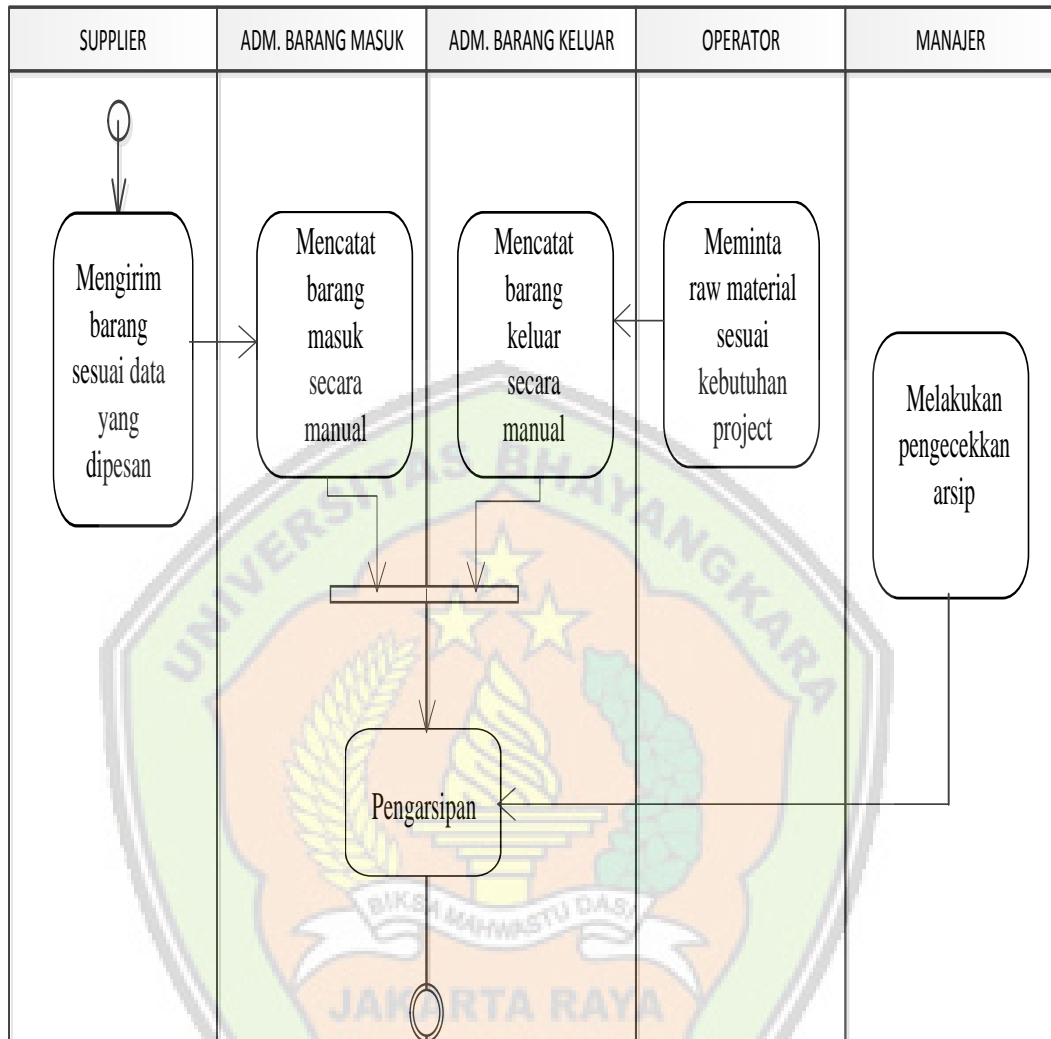 SUPPLIER
ADM. BARANG MASUK
ADM. BARANG KELUAR
OPERATOR
MANAJER
Mengirim
barang
sesuai data
yang
dipesan
Mencatat
barang
masuk
secara
manual
Mencatat
barang
keluar
secara
manual
Meminta
raw material
sesuai
kebutuhan
project
Melakukan
pengecekkan
arsip
Pengarsipan
UNIVERSITAS BHAYANGKARA
BIKSA MAHWASTU DASI
JAKARTA RAYA